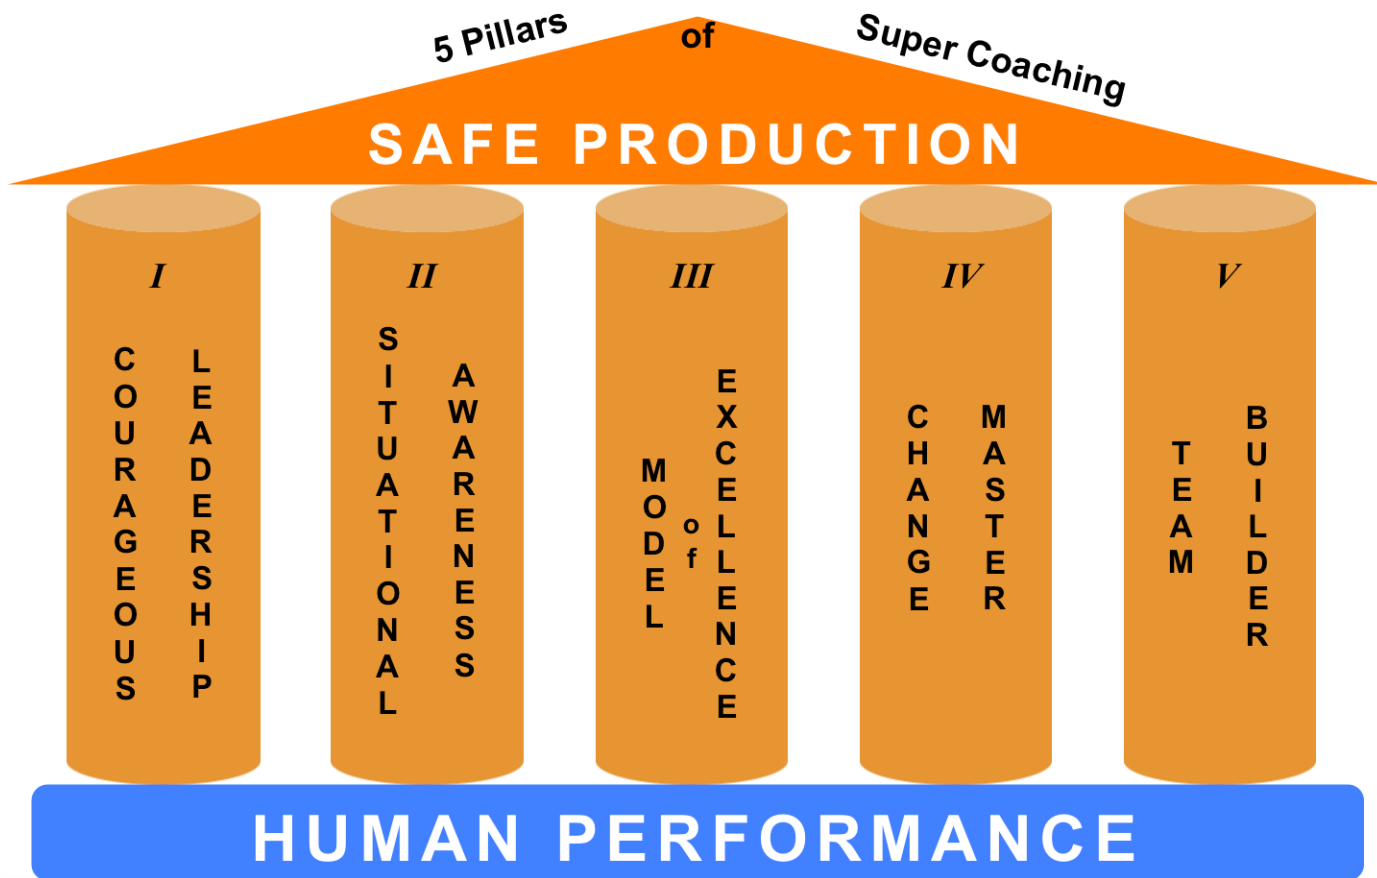 5 Pillars of Super Coaching
SAFE PRODUCTION
I
COURAGEOUS
LEADERSHIP
II
SITUATIONAL
AWARENESS
III
MODEL
of
EXCELLENCE
IV
CHANGE
MASTER
V
TEAM
BUILDER
HUMAN PERFORMANCE